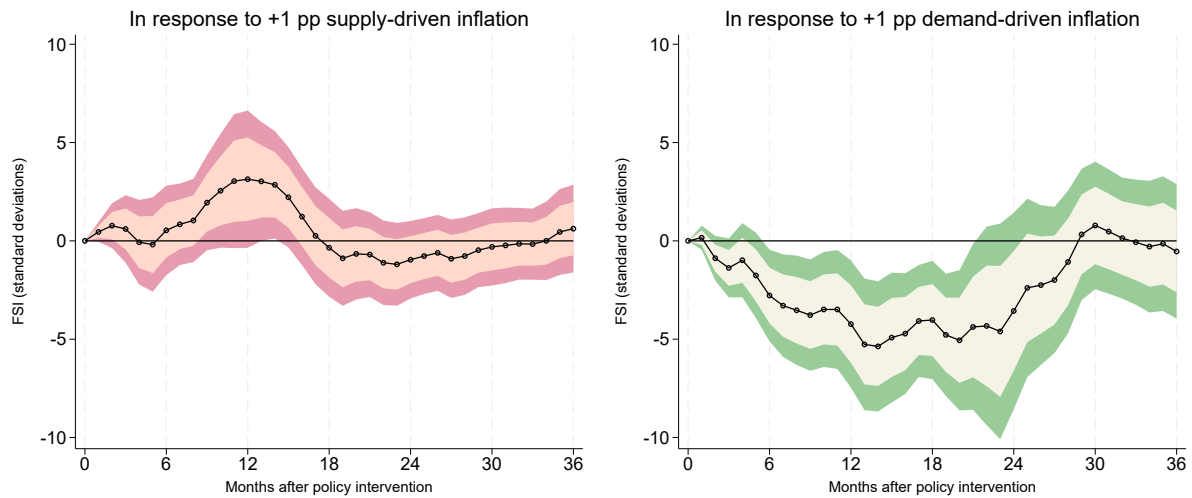 In response to +1 pp supply-driven inflation
10
5
0
-5
-10
FSI (standard deviations)
0 6 12 18 24 30 36
Months after policy intervention
In response to +1 pp demand-driven inflation
10
5
0
-5
-10
FSI (standard deviations)
0 6 12 18 24 30 36
Months after policy intervention